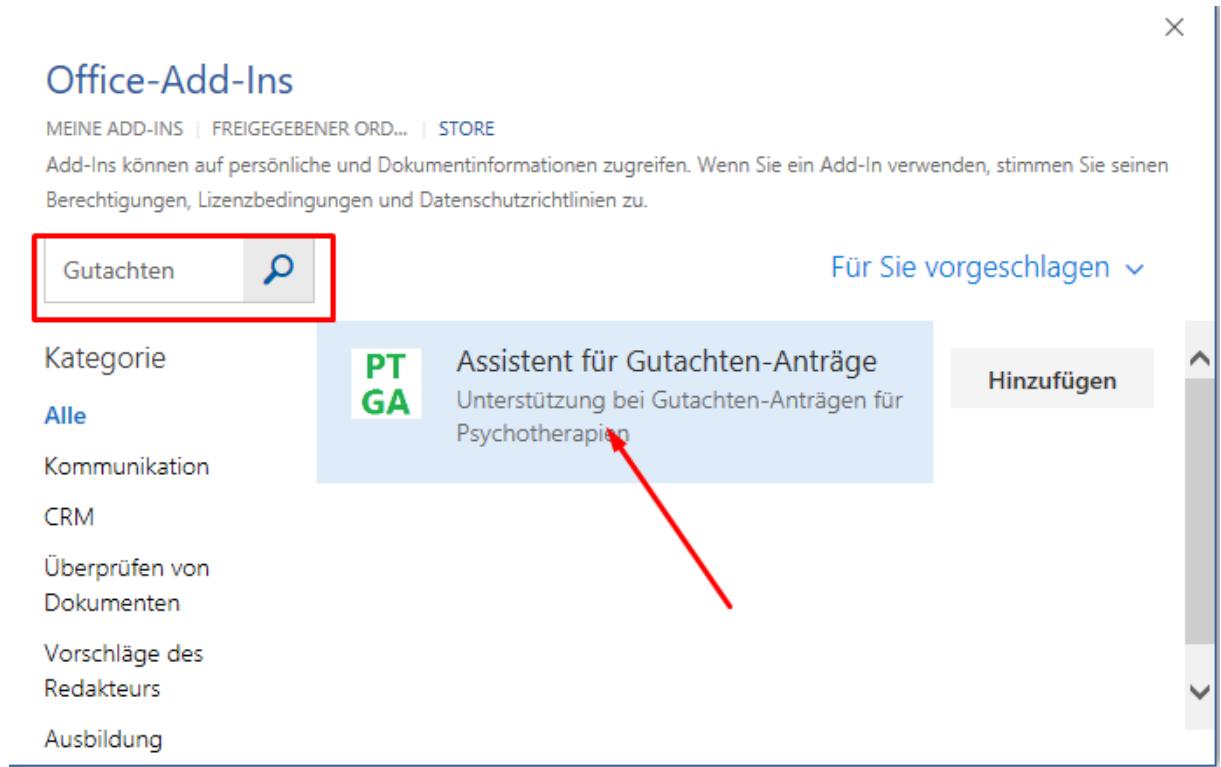 Office-Add-Ins
MEINE ADD-INS | FREIGEGEBENER ORD... | STORE
Add-Ins können auf persönliche und Dokumentinformationen zugreifen. Wenn Sie ein Add-In verwenden, stimmen Sie seinen
Berechtigungen, Lizenzbedingungen und Datenschutzrichtlinien zu.
Gutachten
Für Sie vorgeschlagen
Kategorie
Alle
Kommunikation
CRM
Überprüfen von
Dokumenten
Vorschläge des
Redakteurs
Ausbildung
PT
GA
Assistent für Gutachten-Anträge
Unterstützung bei Gutachten-Anträgen für
Psychotherapien
Hinzufügen